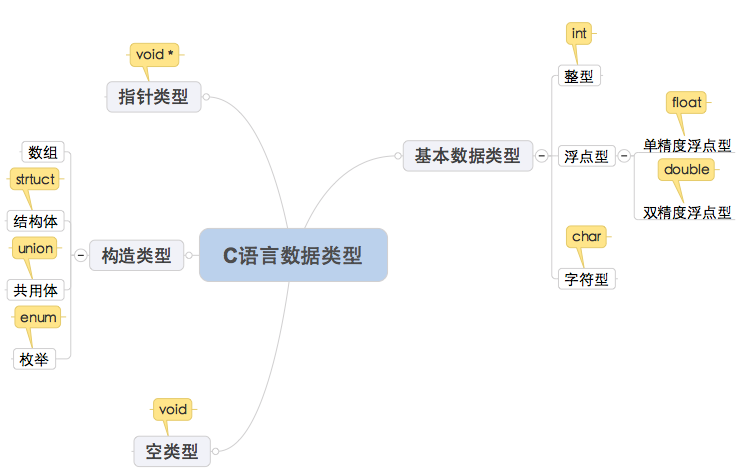 C语言数据类型
void *
指针类型
构造类型
数组
strtuct
结构体
union
共用体
enum
枚举
void
空类型
基本数据类型
int
整型
浮点型
float
单精度浮点型
double
双精度浮点型
char
字符型